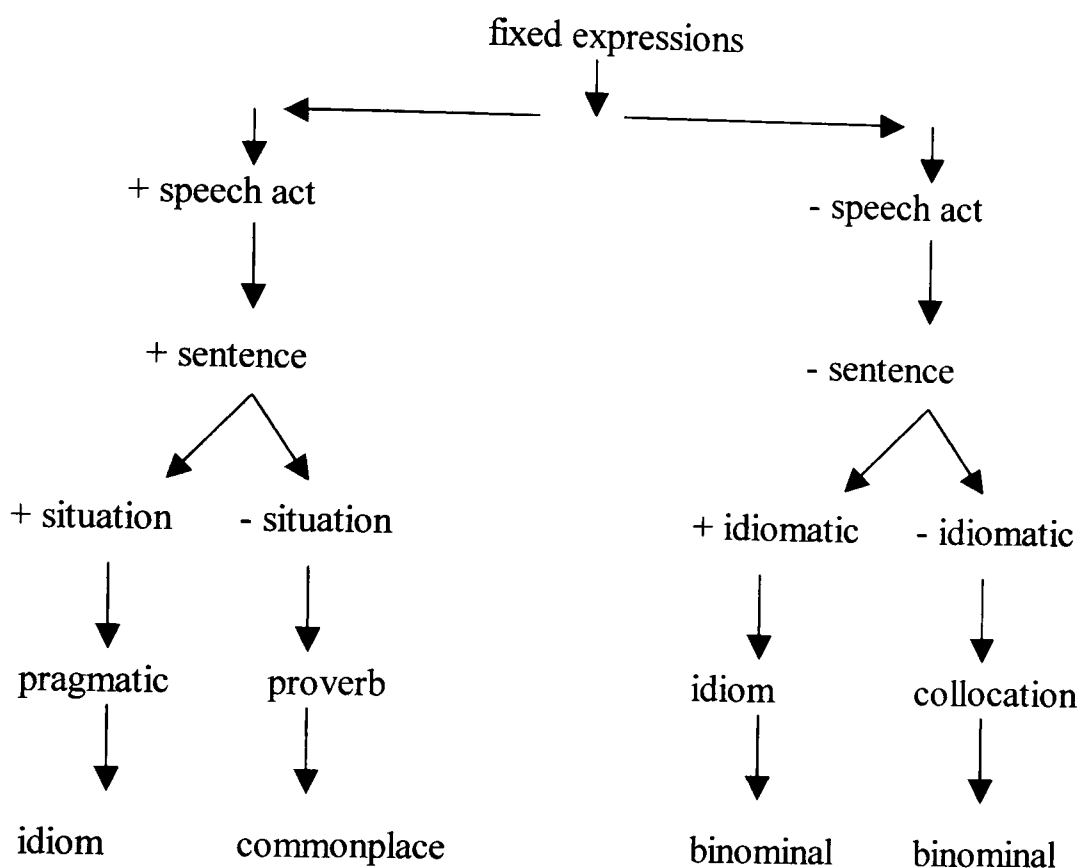 fixed expressions
+ speech act - speech act
+ sentence - sentence
+ situation - situation + idiomatic - idiomatic
pragmatic proverb idiom collocation
idiom commonplace binominal binominal